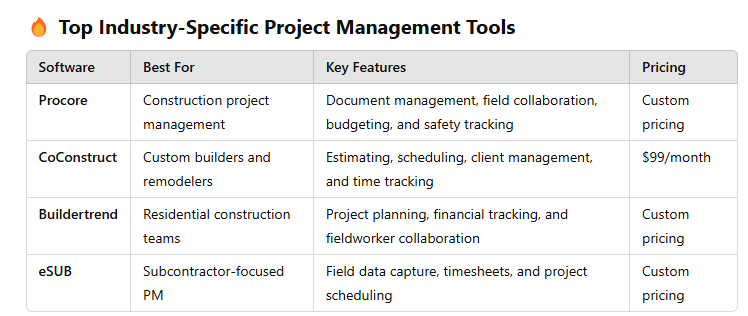 🔥 Top Industry-Specific Project Management Tools
Software Best For Key Features Pricing
Procore Construction project management Document management, field collaboration, budgeting, and safety tracking Custom pricing
CoConstruct Custom builders and remodelers Estimating, scheduling, client management, and time tracking $99/month
Buildertrend Residential construction teams Project planning, financial tracking, and fieldworker collaboration Custom pricing
eSUB Subcontractor-focused PM Field data capture, timesheets, and project scheduling Custom pricing